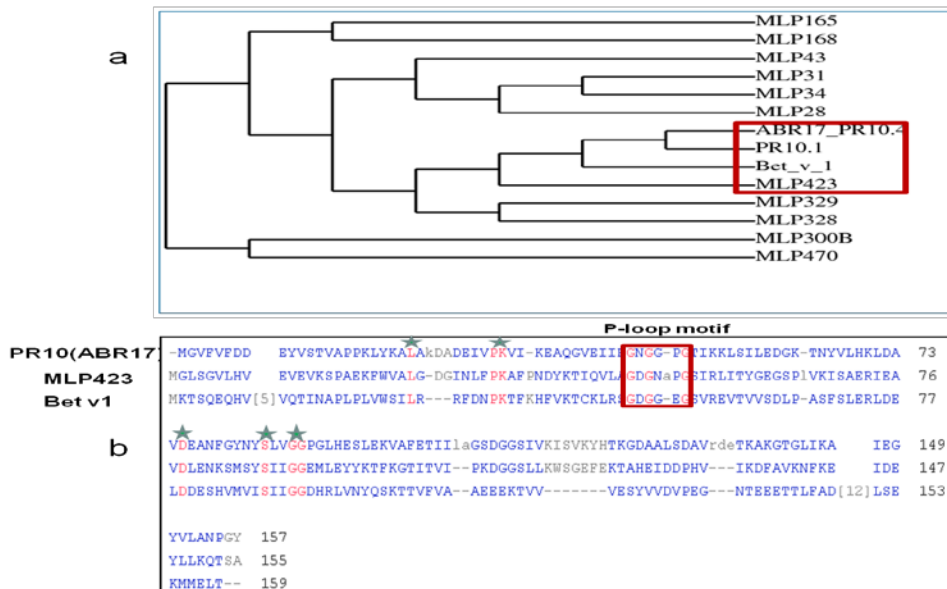 MLP165
MLP168
a
MLP43
MLP31
MLP34
MLP28
ABR17_PR10.4
PR10.1
Bet_v_1
MLP423
MLP329
MLP328
MLP300B
MLP470
P-loop motif
PR10(ABR17) -MGVFVFDD EYVSTVAPPKLYKALAkDADEIVPKVI-KEAQGVEIIEGNGG-PGTIKKLSILEDGK-TNYVLHKLDA 73
MLP423 MGLSGVLHV EVEVKSPAEKFWVALG-DGINLFPKAFPNDYKTIQVLAGDGNaPGSIRLITYGEGSPlVKISAERIEA 76
Bet v1 MKTSQEQHV[5]VQTINAPLPLVWSILR---RFDNPKTFKHFVKTCKLRSGDGG-EGSVREVTVVSDLP-ASFSLERLDE 77
b VDEANFGYNYSLVGGPGLHESLEKVAFETIIlaGSDGGSIVKISVKYHTKGDAALSDAVrdeTKAKGTGLIKA IEG 149
VDLENKSMSYSIIGGEMLEYYKTFKGTITVI--PKDGGSLLKWSGEFEKTAHEIDDPHV---IKDFAVKNFKE IDE 147
LDDESHVMVISIIGGDHRLVNYQSKTTVFVA--AEEEKTVV-------VESYVVDVPEG---NTEEETTLFAD[12]LSE 153
YVLANPGY 157
YLLKQTSA 155
KMMELT-- 159